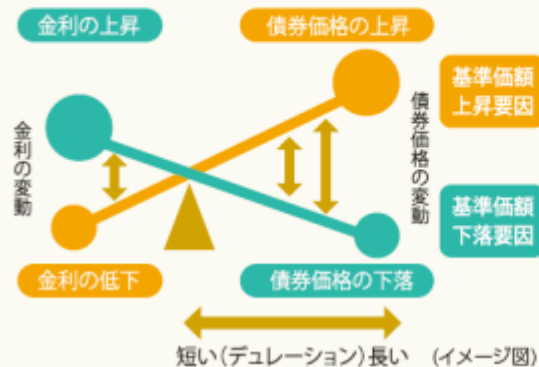 金利の上昇
債券価格の上昇
基準価額
上昇要因
金利の変動
債券価格の変動
基準価額
下落要因
金利の低下
債券価格の下落
短い(デュレーション)長い (イメージ図)